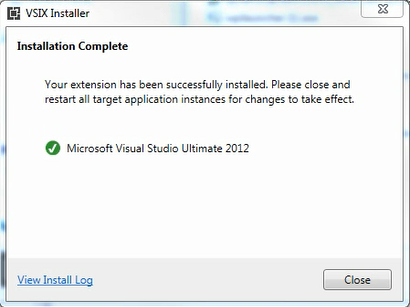 VSIX Installer
Installation Complete
Your extension has been successfully installed. Please close and
restart all target application instances for changes to take effect.
Microsoft Visual Studio Ultimate 2012
View Install Log
Close